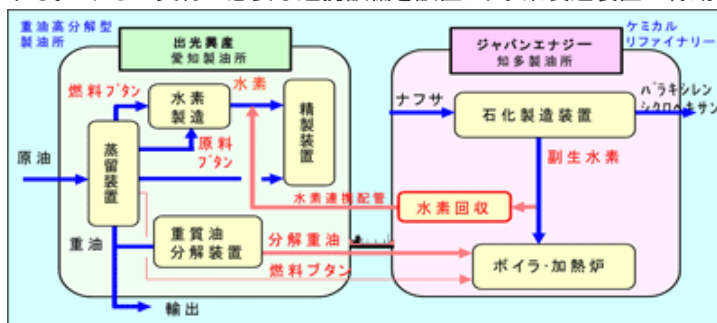 重油高分解型
製油所
出光興産
愛知製油所
ジャパンエナジー
知多製油所
ケミカル
リファイナリー
燃料ブタン
水素
製造
水素
精製装置
原料
ブタン
原油
蒸留装置
重油
重質油
分解装置
輸出
水素連携配管
分解重油
燃料ブタン
ナフサ
石化製造装置
パラキシレン
シクロヘキサン
副生水素
水素回収
ボイラ・加熱炉